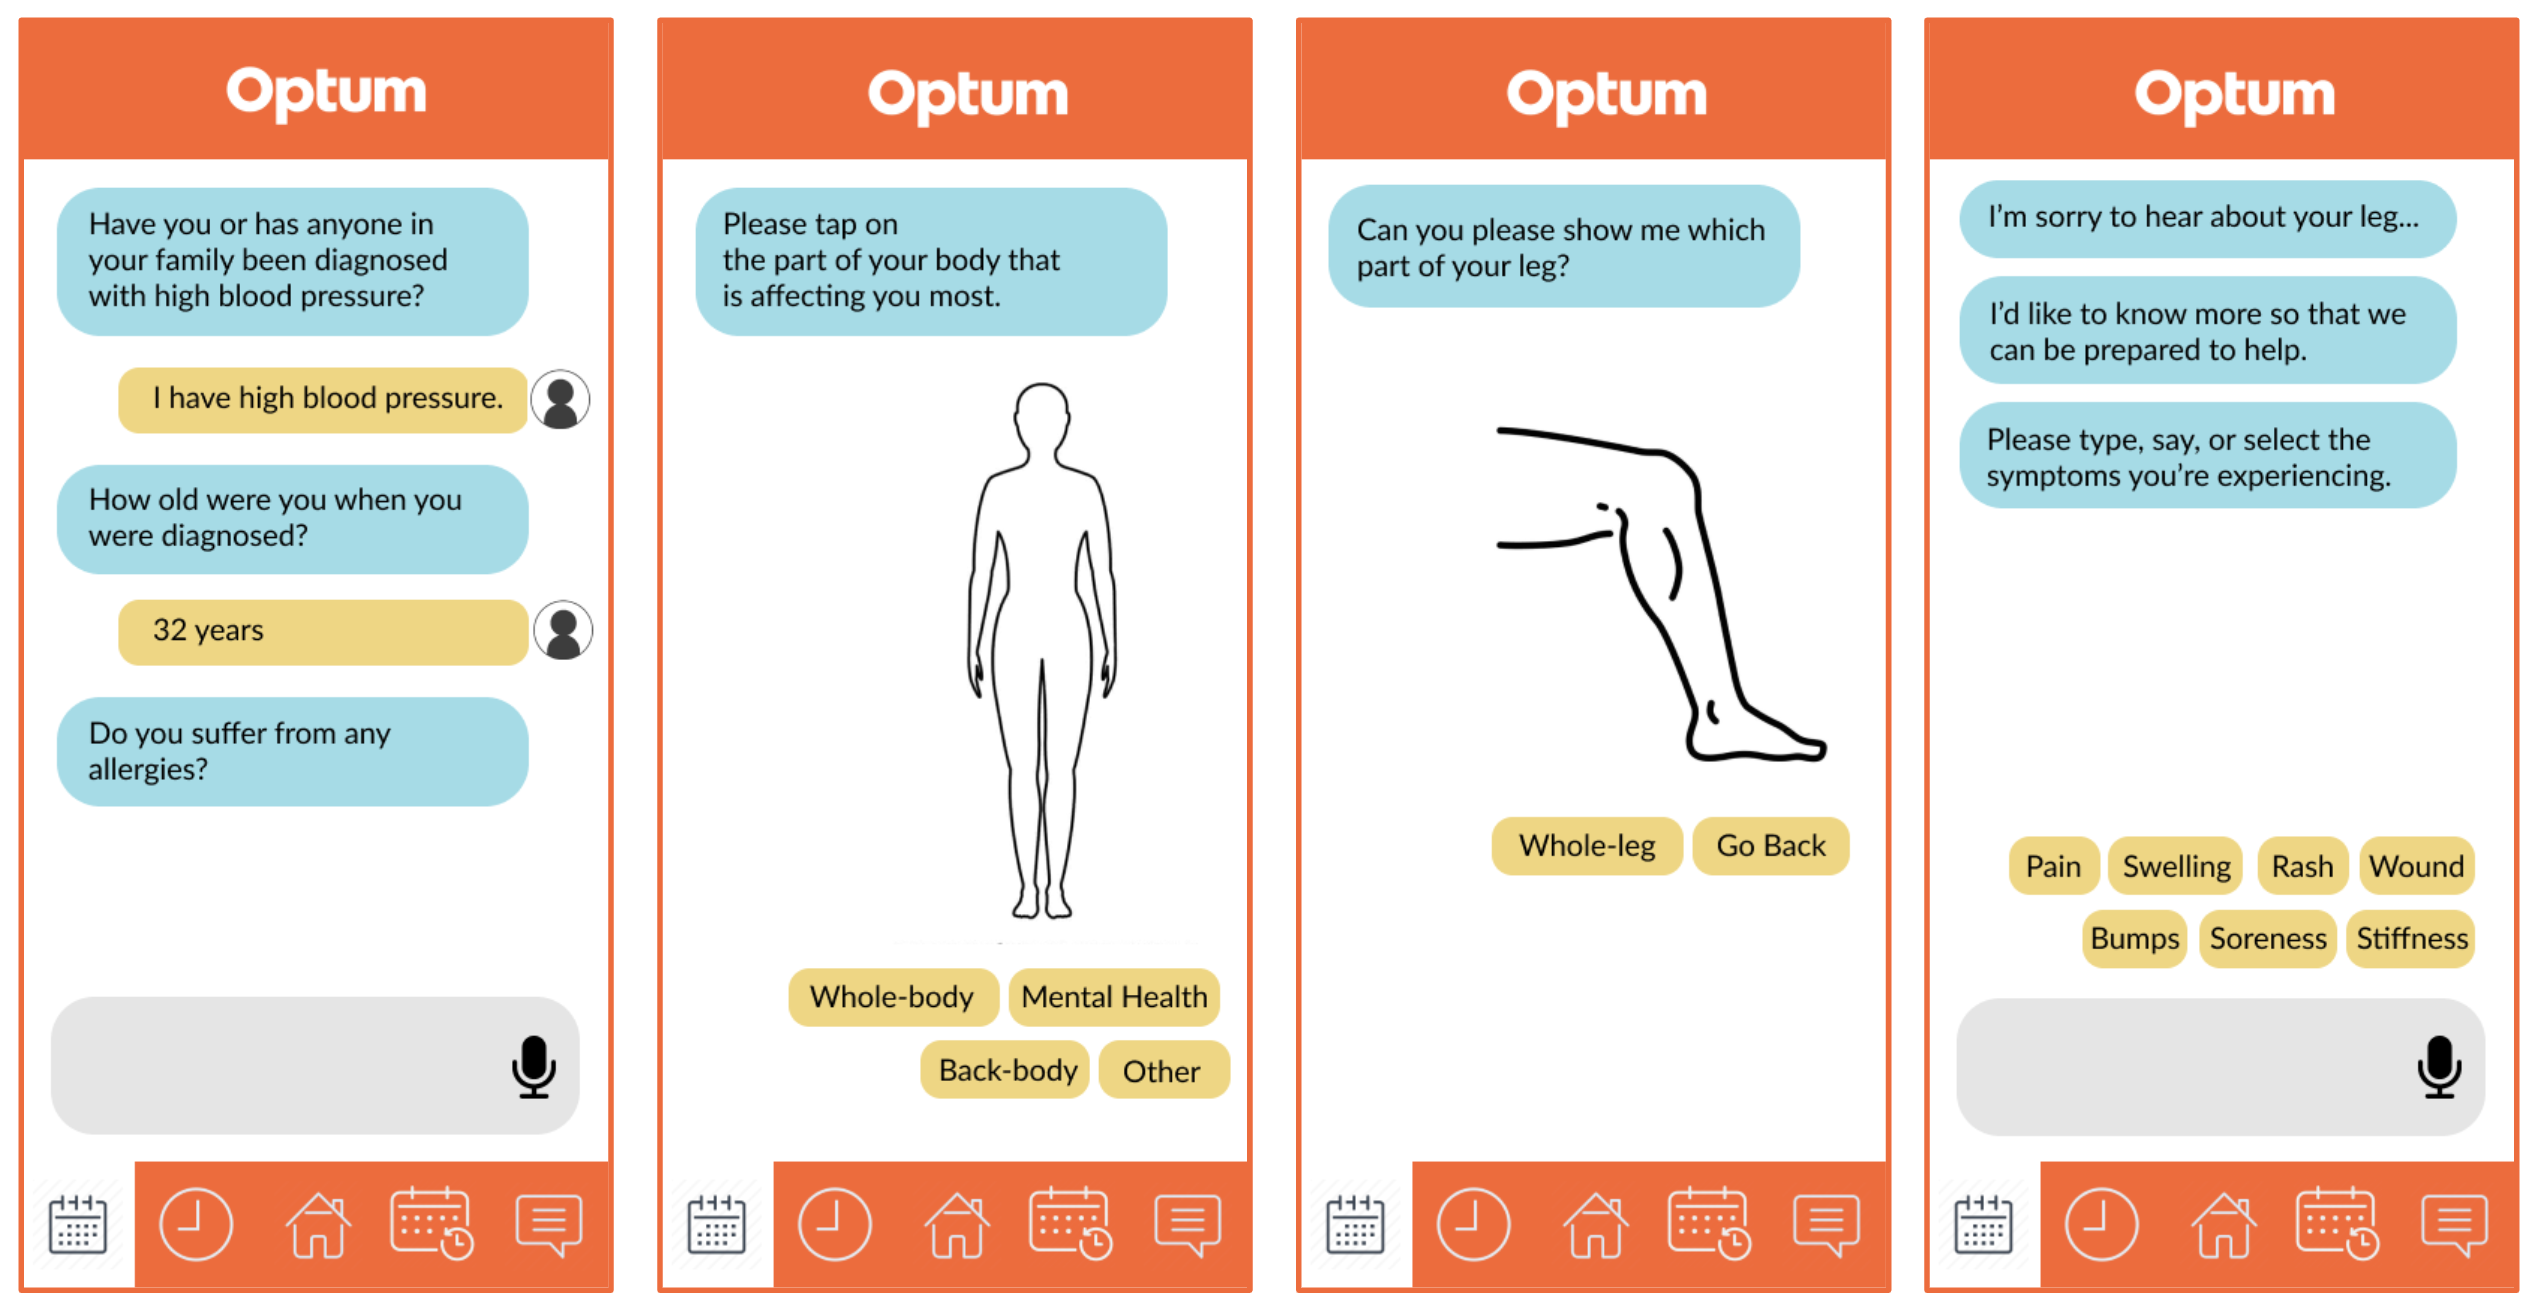 Optum
Have you or has anyone in
your family been diagnosed
with high blood pressure?
I have high blood pressure.
How old were you when you
were diagnosed?
32 years
Do you suffer from any
allergies?
Optum
Please tap on
the part of your body that
is affecting you most.
Whole-body
Mental Health
Back-body
Other
Optum
Can you please show me which
part of your leg?
Whole-leg
Go Back
Optum
I'm sorry to hear about your leg...
I'd like to know more so that we
can be prepared to help.
Please type, say, or select the
symptoms you're experiencing.
Pain
Swelling
Rash
Wound
Bumps
Soreness
Stiffness